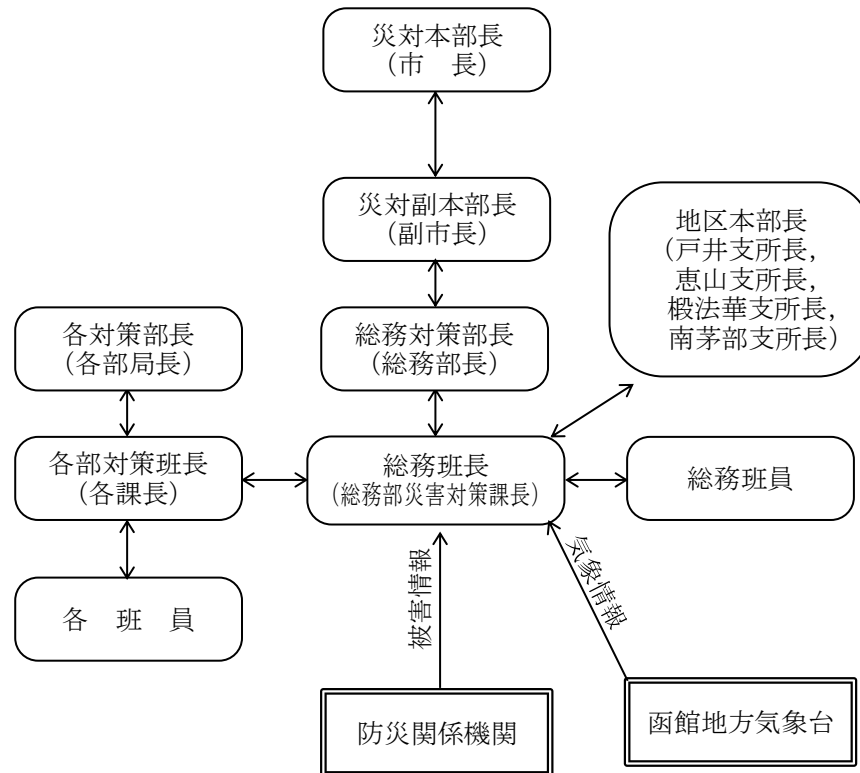 災対本部長
（市　長）
災対副本部長
（副市長）
地区本部長
（戸井支所長，
恵山支所長，
椴法華支所長，
南茅部支所長）
各対策部長
（各部局長）
総務対策部長
（総務部長）
各部対策班長
（各課長）
総務班長
（総務部災害対策課長）
総務班員
各　班　員
被害情報
気象情報
防災関係機関
函館地方気象台